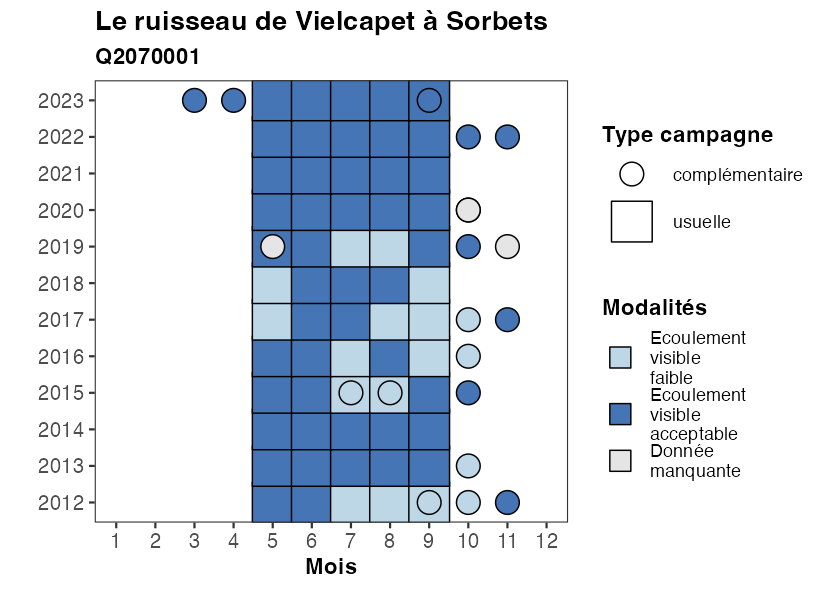 Le ruisseau de Vielcapet à Sorbets
Q2070001
2023
2022
2021
2020
2019
2018
2017
2016
2015
2014
2013
2012
1 2 3 4 5 6 7 8 9 10 11 12
Mois
Type campagne
complémentaire
usuelle
Modalités
Ecoulement
visible
faible
Ecoulement
visible
acceptable
Donnée
manquante